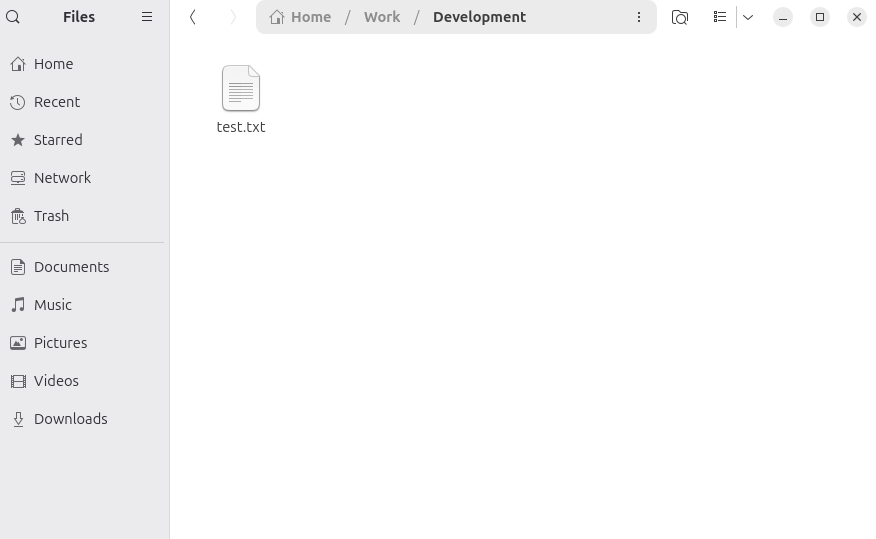 Files
Home / Work / Development
Home
Recent
Starred
Network
Trash
Documents
Music
Pictures
Videos
Downloads
test.txt